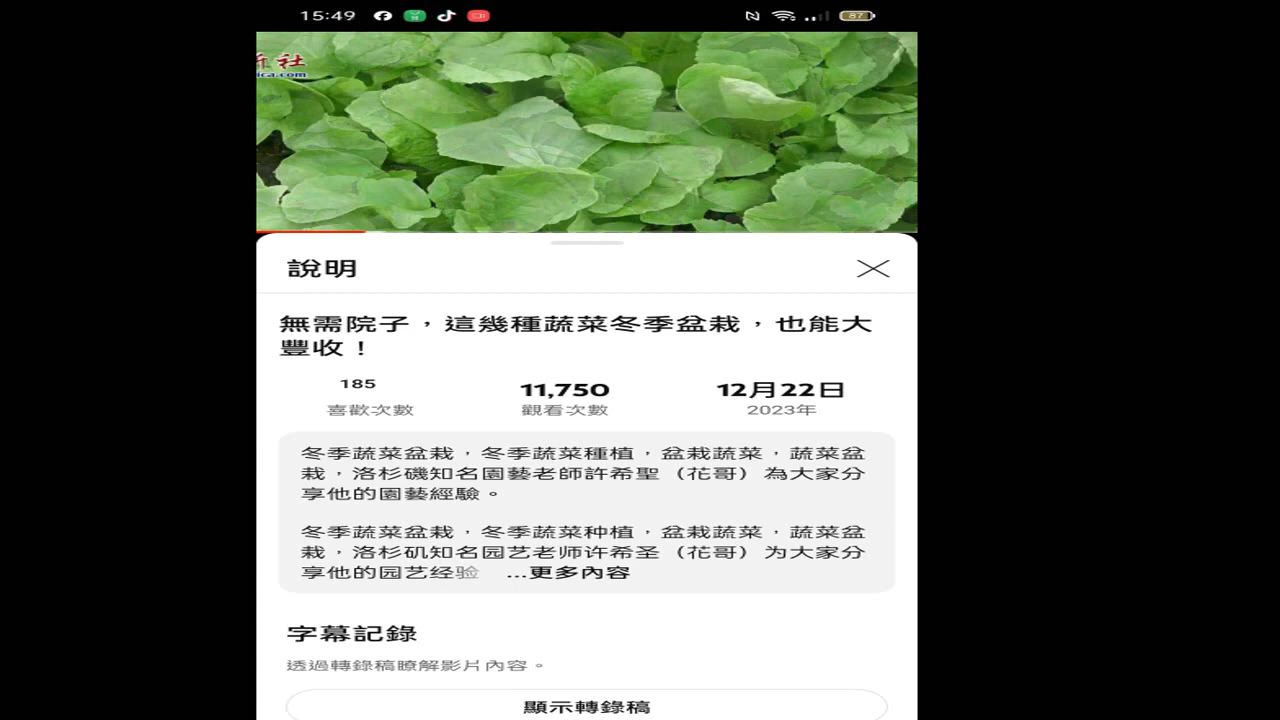 15:49
87
社
ca.com
說明
無需院子，這幾種蔬菜冬季盆栽，也能大
豐收！
185
11,750
12月22日
喜歡次數
觀看次數
2023年
冬季蔬菜盆栽，冬季蔬菜種植，盆栽蔬菜，蔬菜盆
栽，洛杉磯知名園藝老師許希聖（花哥）為大家分
享他的園藝經驗。
冬季蔬菜盆栽，冬季蔬菜种植，盆栽蔬菜，蔬菜盆
栽，洛杉矶知名园艺老师许希圣（花哥）为大家分
享他的园艺经验 ...更多內容
字幕記錄
透過轉錄稿瞭解影片內容。
顯示轉錄稿